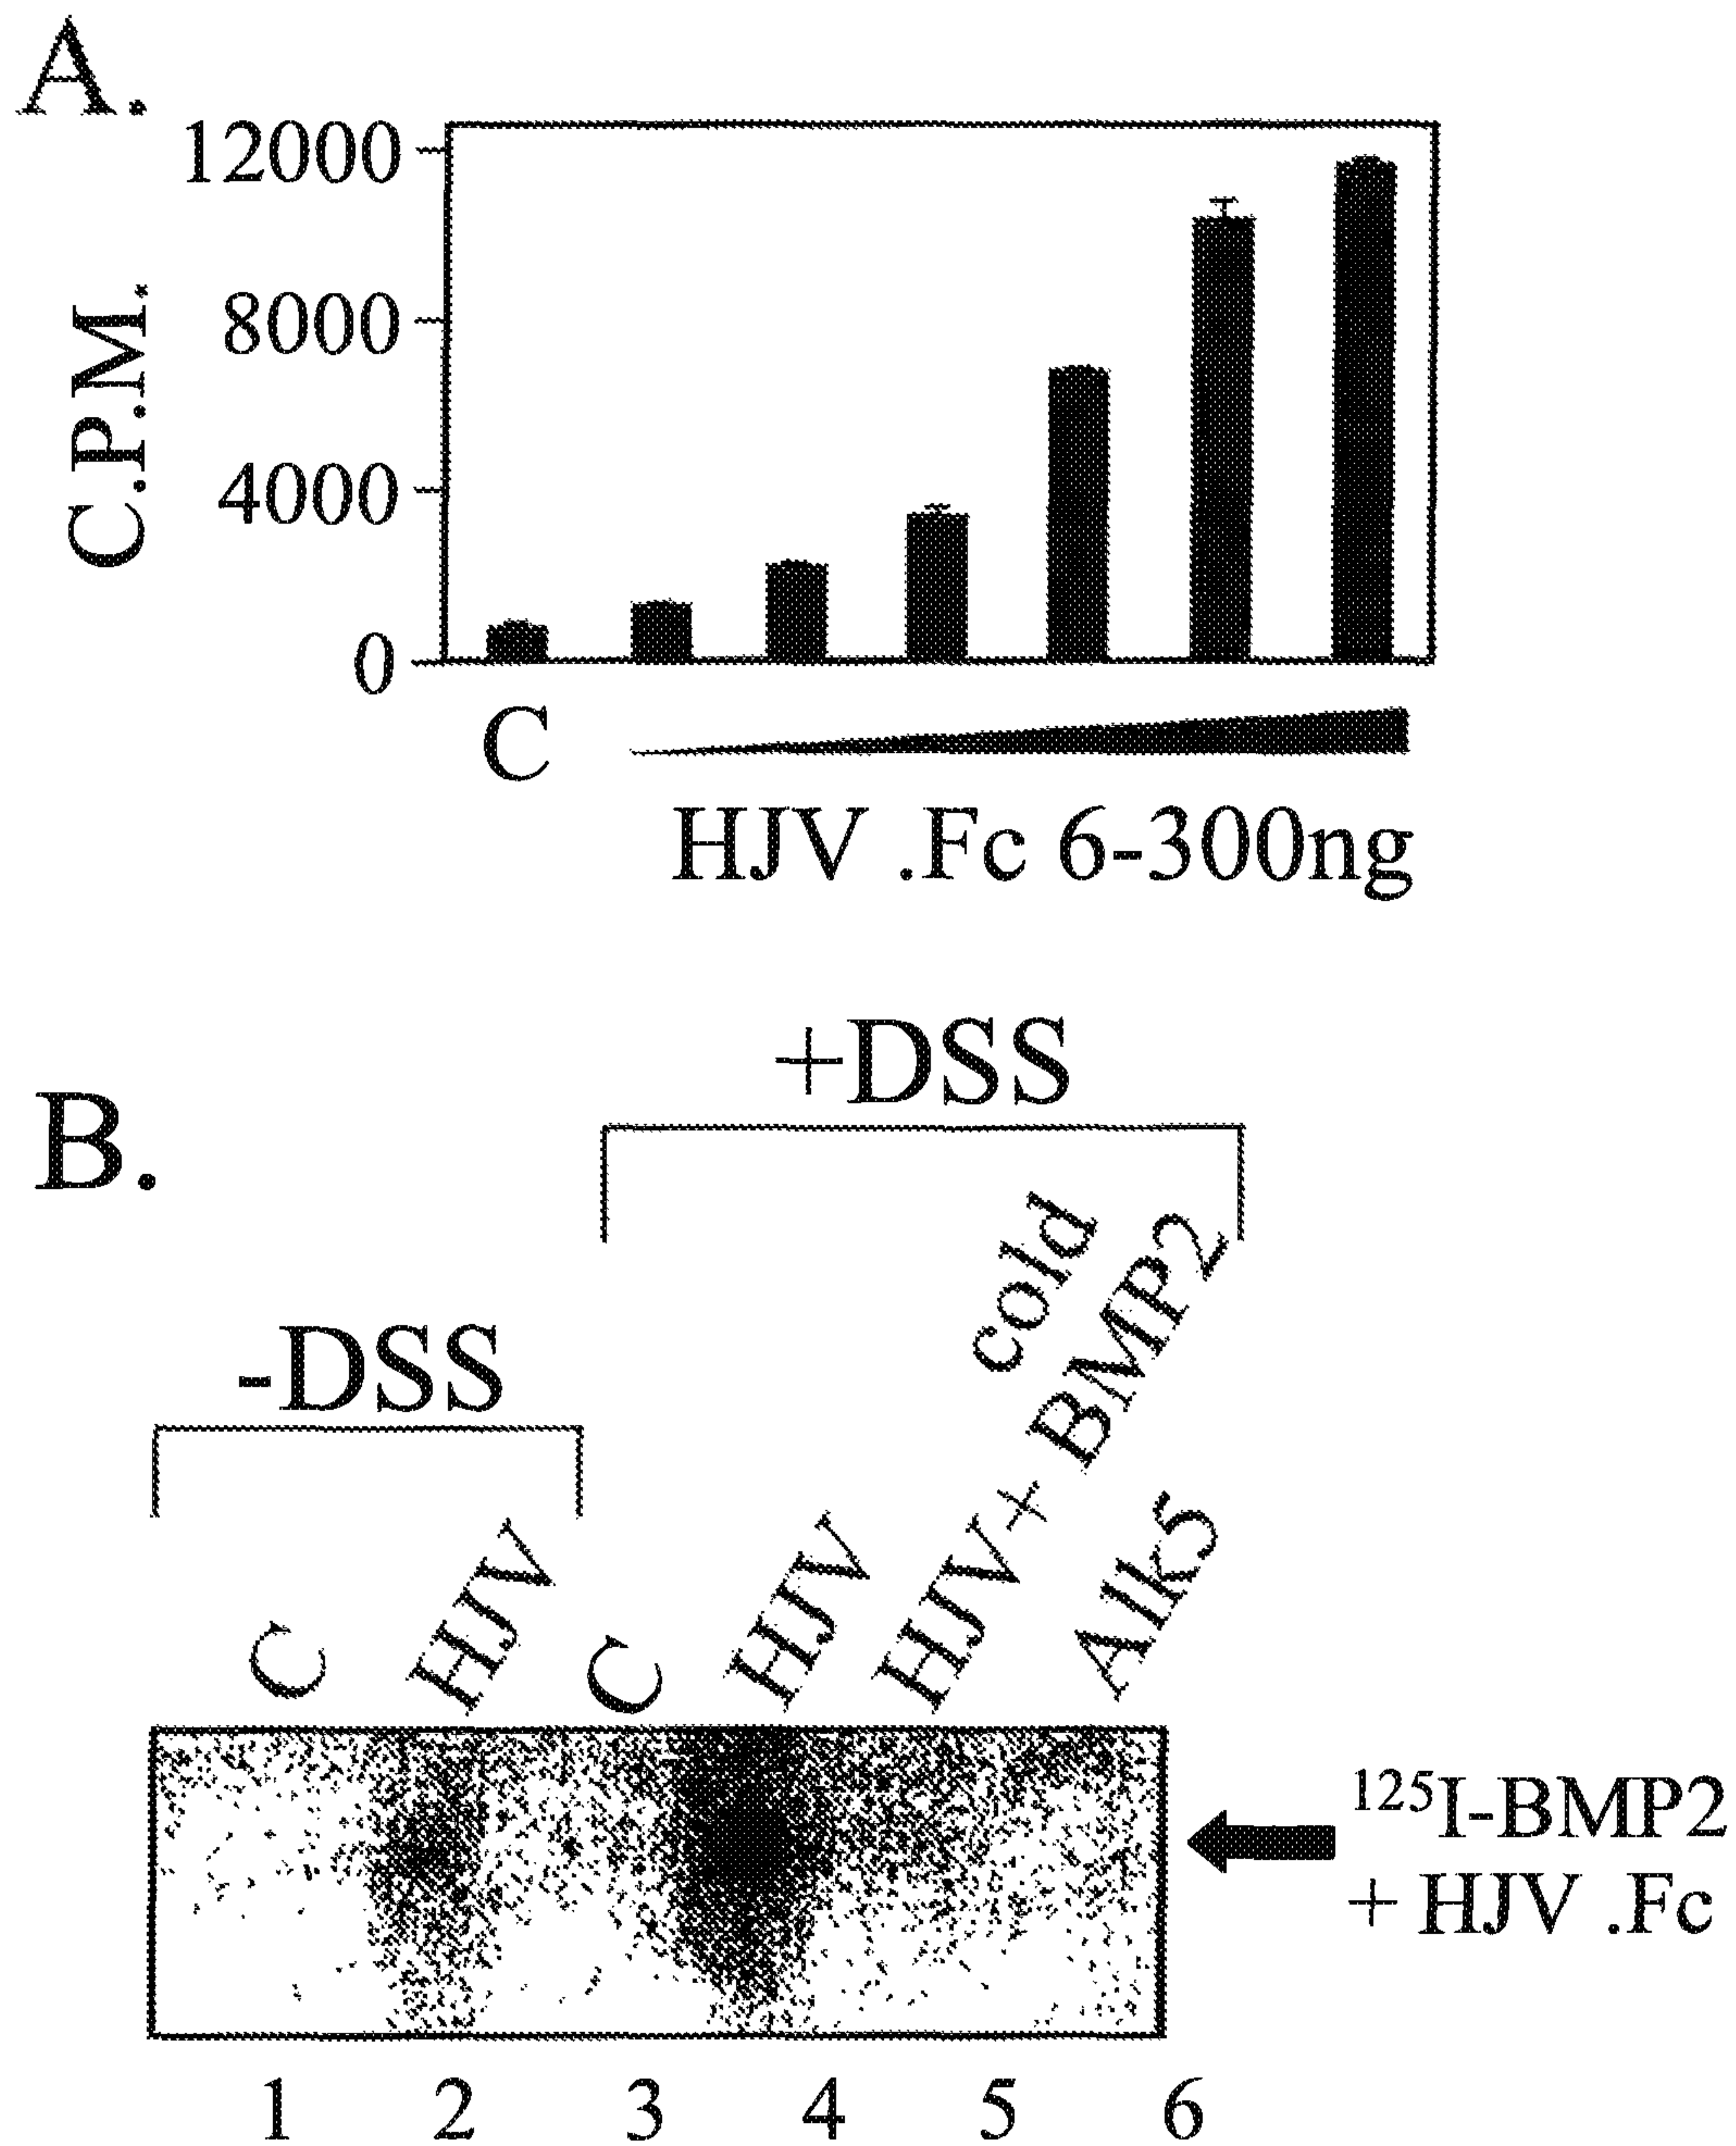 A.
12000
8000
4000
0
C.P.M.
C
HJV .Fc 6-300ng
B.
+DSS
-DSS
C
HJV
C
HJV
HJV+ cold BMP2
Alk5
¹²⁵I-BMP2
+ HJV .Fc
1 2 3 4 5 6